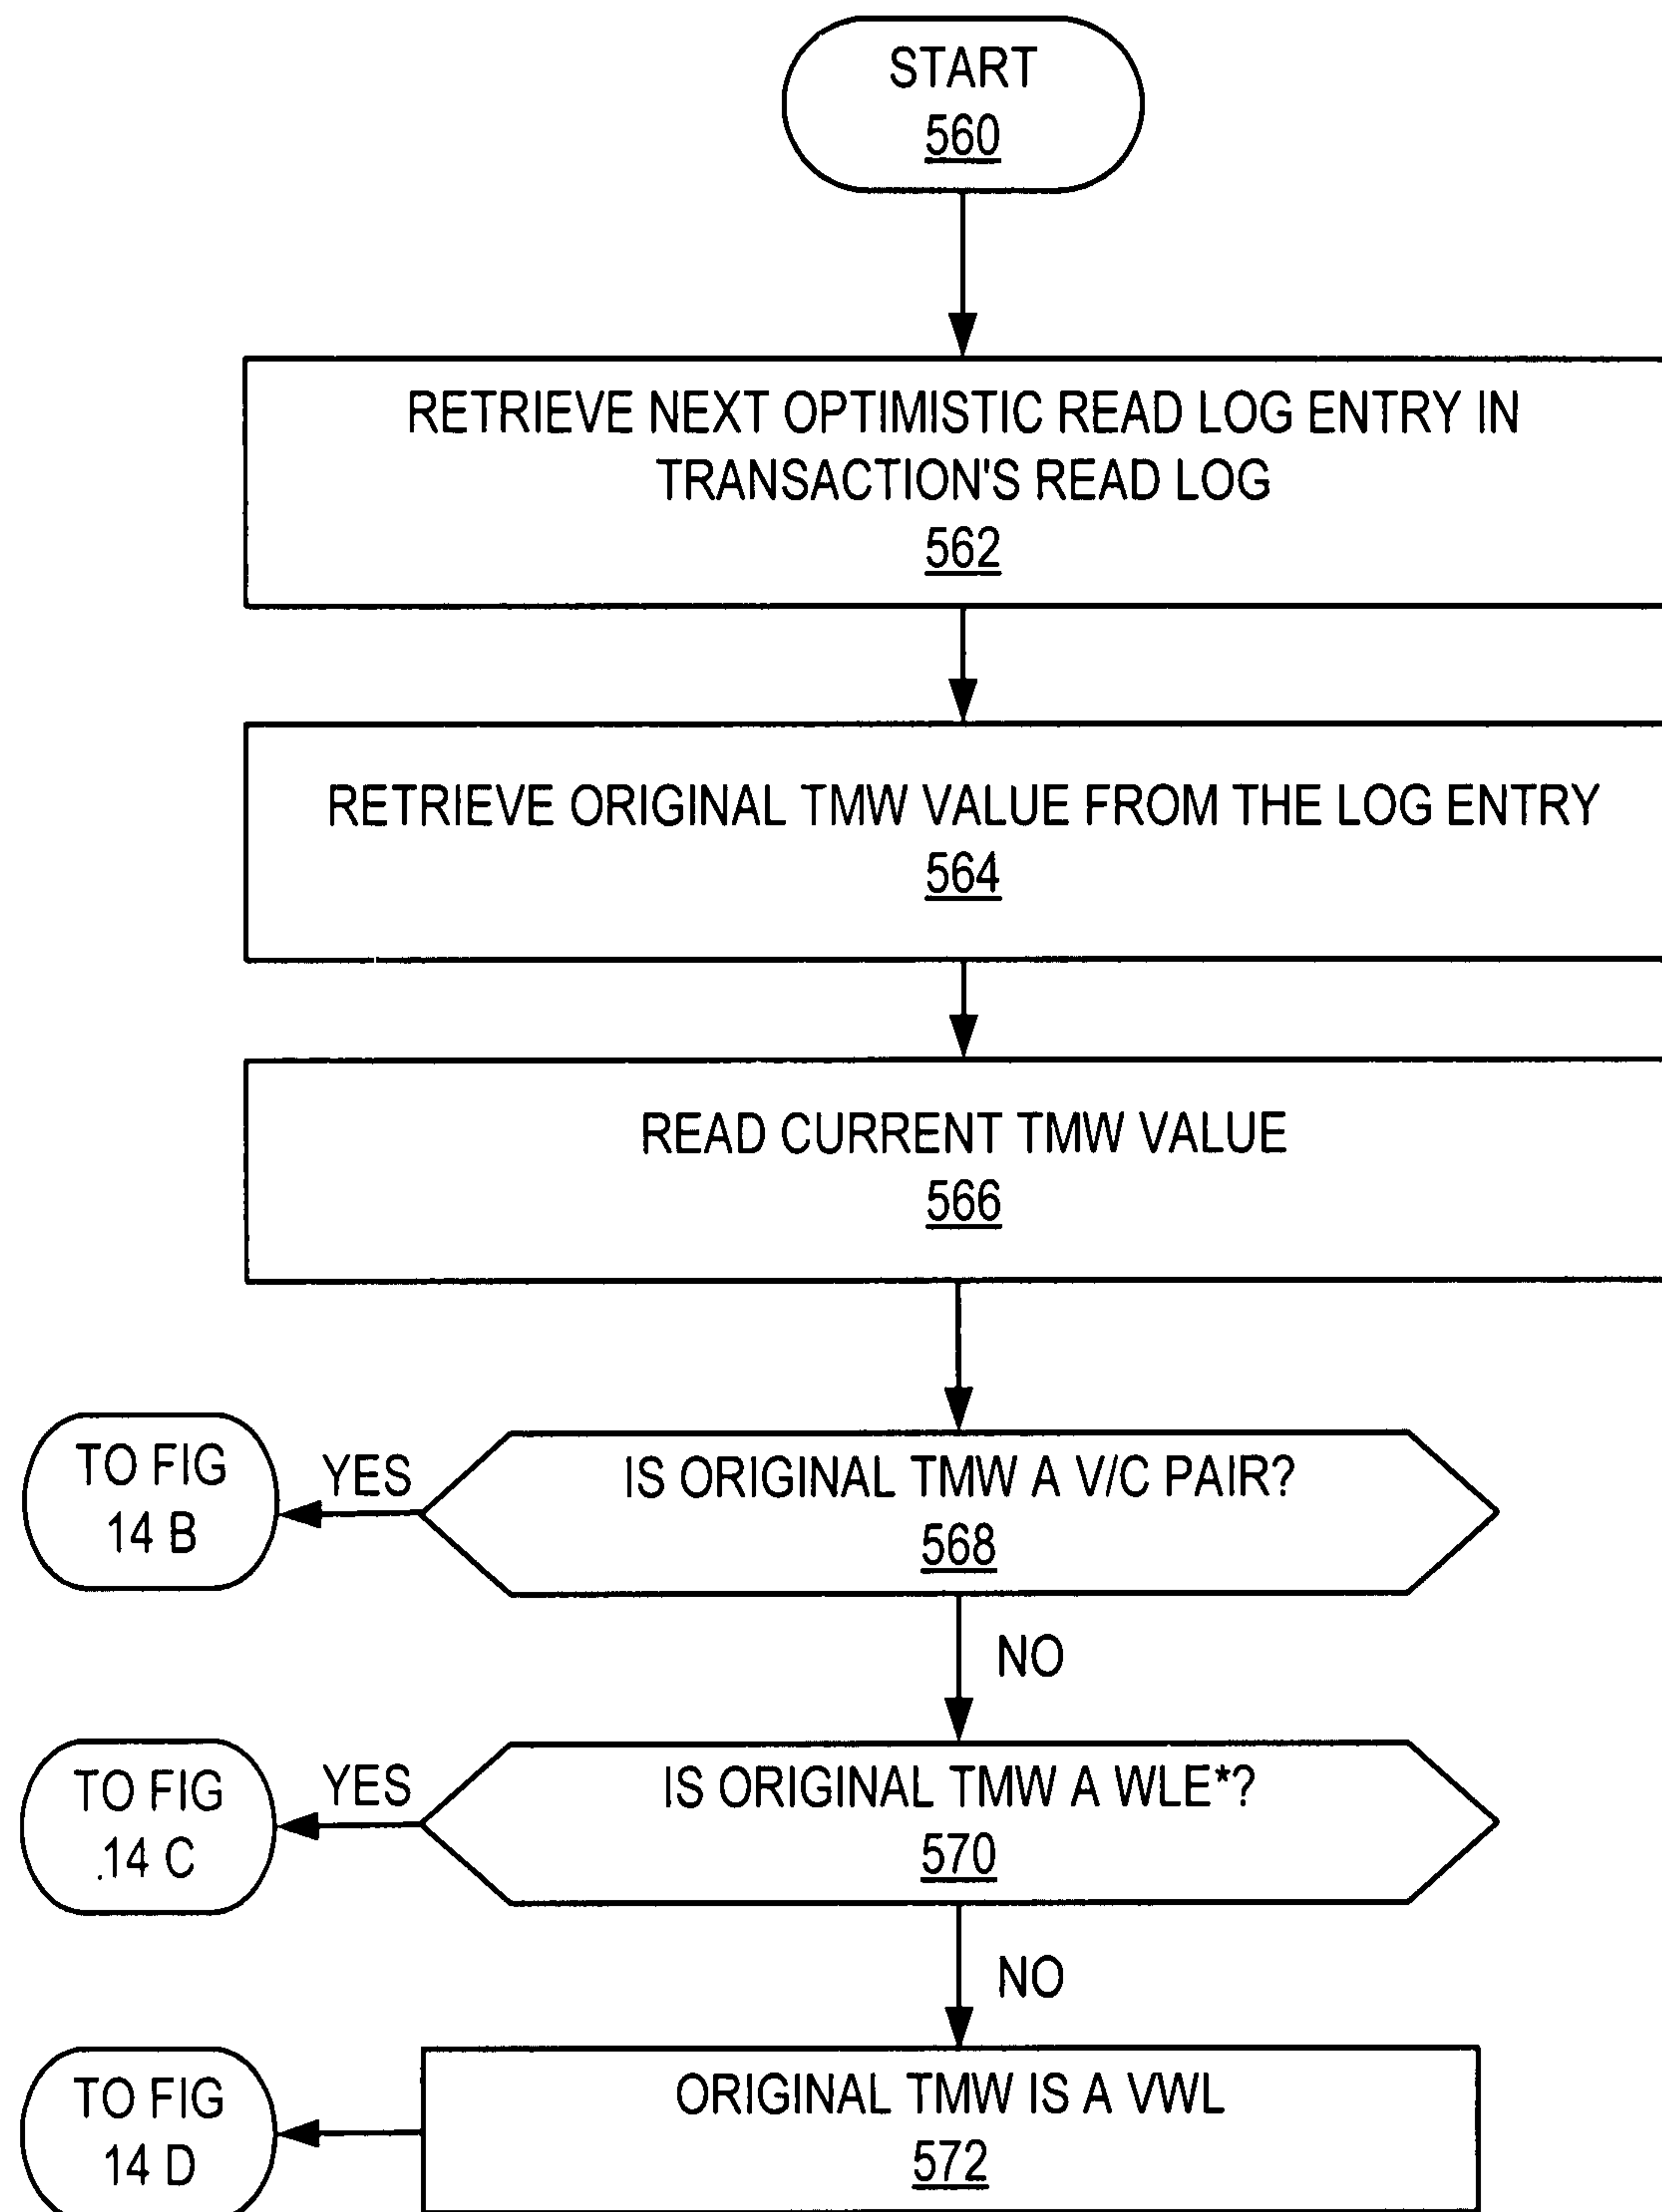 START
560
RETRIEVE NEXT OPTIMISTIC READ LOG ENTRY IN
TRANSACTION'S READ LOG
562
RETRIEVE ORIGINAL TMW VALUE FROM THE LOG ENTRY
564
READ CURRENT TMW VALUE
566
TO FIG
14 B
YES
IS ORIGINAL TMW A V/C PAIR?
568
NO
TO FIG
.14 C
YES
IS ORIGINAL TMW A WLE*?
570
NO
TO FIG
14 D
ORIGINAL TMW IS A VWL
572